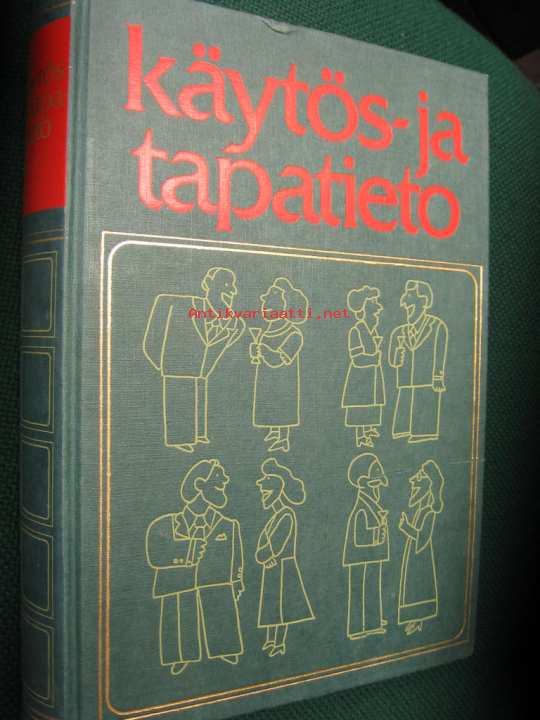 käytös- ja
tapatieto
Antikvariaatti.net